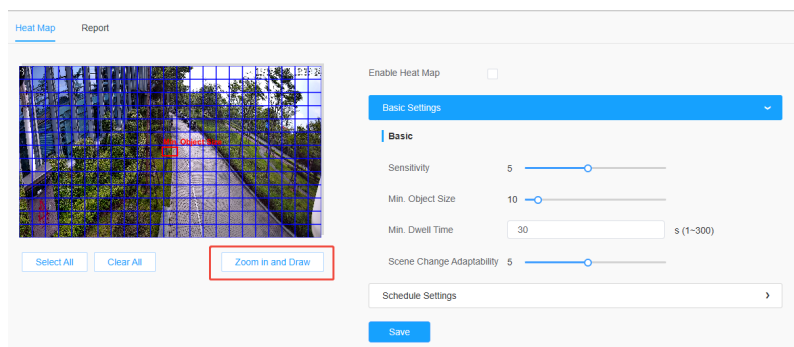 Heat Map Report
Enable Heat Map
Basic Settings
Basic
Sensitivity 5
Min. Object Size 10
Min. Dwell Time 30 s (1~300)
Scene Change Adaptability 5
Select All Clear All Zoom in and Draw
Schedule Settings
Save